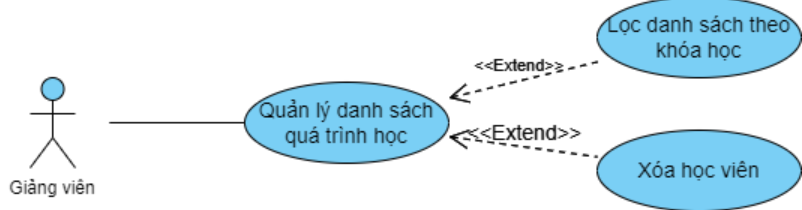 Lọc danh sách theo
khóa học
<<Extend>>
Quản lý danh sách
quá trình học
<<Extend>>
Xóa học viên
Giảng viên